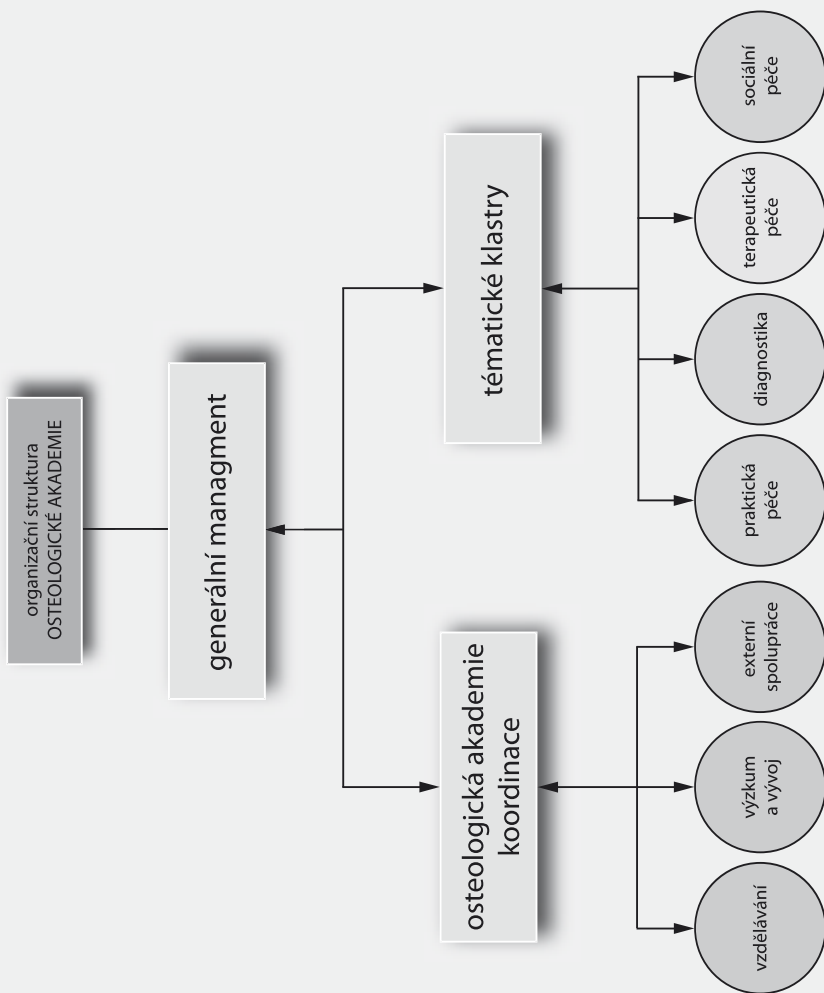 organizační struktura
OSTEOLOGICKÉ AKADEMIE
generální managment
osteologická akademie
koordinace
tématické klastry
vzdělávání
výzkum
a vývoj
externí
spolupráce
praktická
péče
diagnostika
terapeutická
péče
sociální
péče